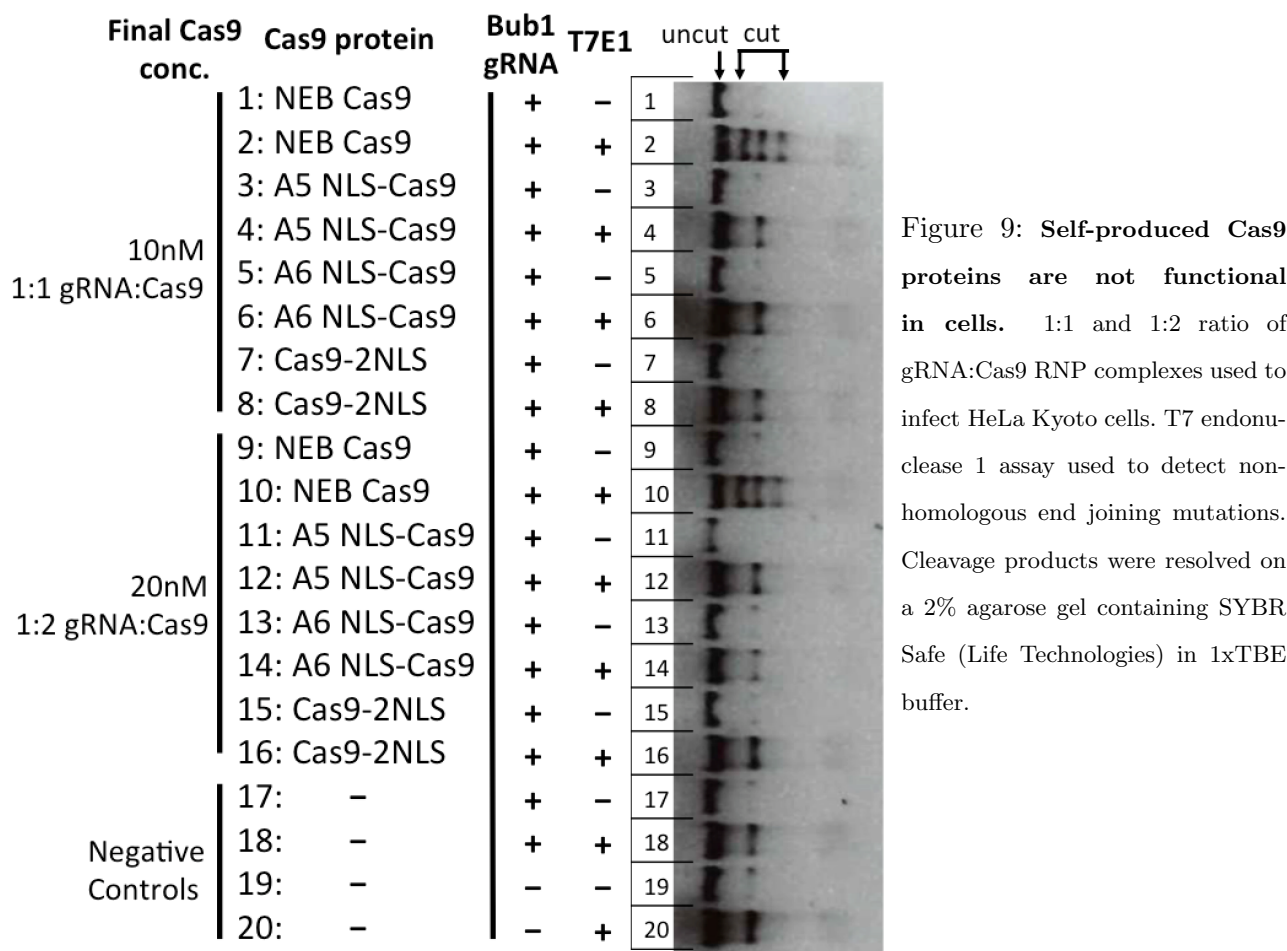 Final Cas9 conc. Cas9 protein Bub1 gRNA T7E1 uncut cut
10nM
1:1 gRNA:Cas9
1: NEB Cas9 + − 1
2: NEB Cas9 + + 2
3: A5 NLS-Cas9 + − 3
4: A5 NLS-Cas9 + + 4
5: A6 NLS-Cas9 + − 5
6: A6 NLS-Cas9 + + 6
7: Cas9-2NLS + − 7
8: Cas9-2NLS + + 8
20nM
1:2 gRNA:Cas9
9: NEB Cas9 + − 9
10: NEB Cas9 + + 10
11: A5 NLS-Cas9 + − 11
12: A5 NLS-Cas9 + + 12
13: A6 NLS-Cas9 + − 13
14: A6 NLS-Cas9 + + 14
15: Cas9-2NLS + − 15
16: Cas9-2NLS + + 16
Negative
Controls
17: − + − 17
18: − + + 18
19: − − − 19
20: − − + 20
Figure 9: Self-produced Cas9
proteins are not functional
in cells. 1:1 and 1:2 ratio of
gRNA:Cas9 RNP complexes used to
infect HeLa Kyoto cells. T7 endonu-
clease 1 assay used to detect non-
homologous end joining mutations.
Cleavage products were resolved on
a 2% agarose gel containing SYBR
Safe (Life Technologies) in 1xTBE
buffer.